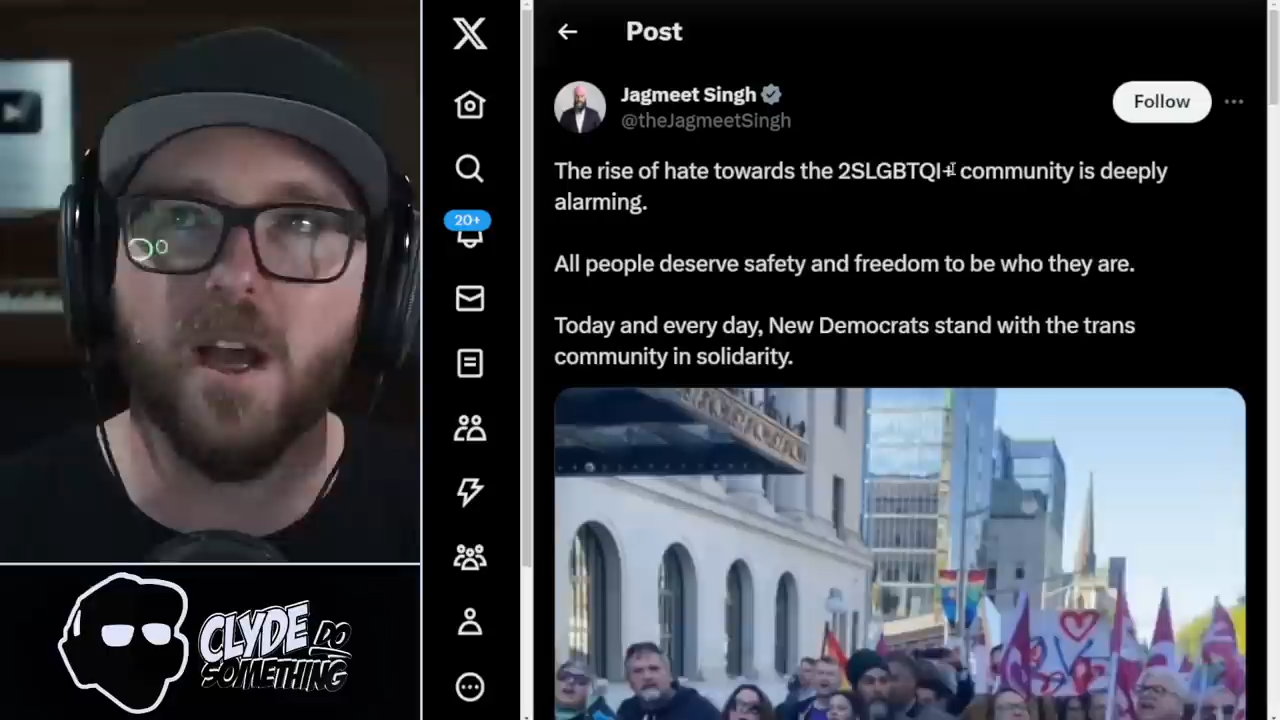 Post
Jagmeet Singh
@theJagmeetSingh
Follow
The rise of hate towards the 2SLGBTQI+ community is deeply
alarming.
All people deserve safety and freedom to be who they are.
Today and every day, New Democrats stand with the trans
community in solidarity.
20+
CLYDE DO
SOMETHING